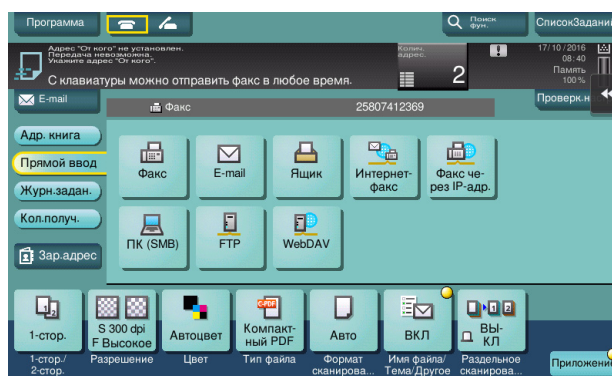 Программа
Поиск
фун.
СписокЗадани
Адрес "От кого" не установлен.
Передача невозможна.
Укажите адрес "От кого".
С клавиатуры можно отправить факс в любое время.
Колич.
адрес.
2
17/10/2016
08:40
Память
100%
E-mail
Факс
25807412369
Проверк.н
Адр. книга
Прямой ввод
Журн.задан.
Кол.получ.
Зар.адрес
Факс
E-mail
Ящик
Интернет-
факс
Факс че-
рез IP-адр.
ПК (SMB)
FTP
WebDAV
1-стор.
S 300 dpi
F Высокое
Автоцвет
Компакт-
ный PDF
Авто
ВКЛ
ВЫ-
КЛ
1-стор./
2-стор.
Разрешение
Цвет
Тип файла
Формат
сканирова...
Имя файла/
Тема/Другое
Раздельное
сканирова...
Приложени